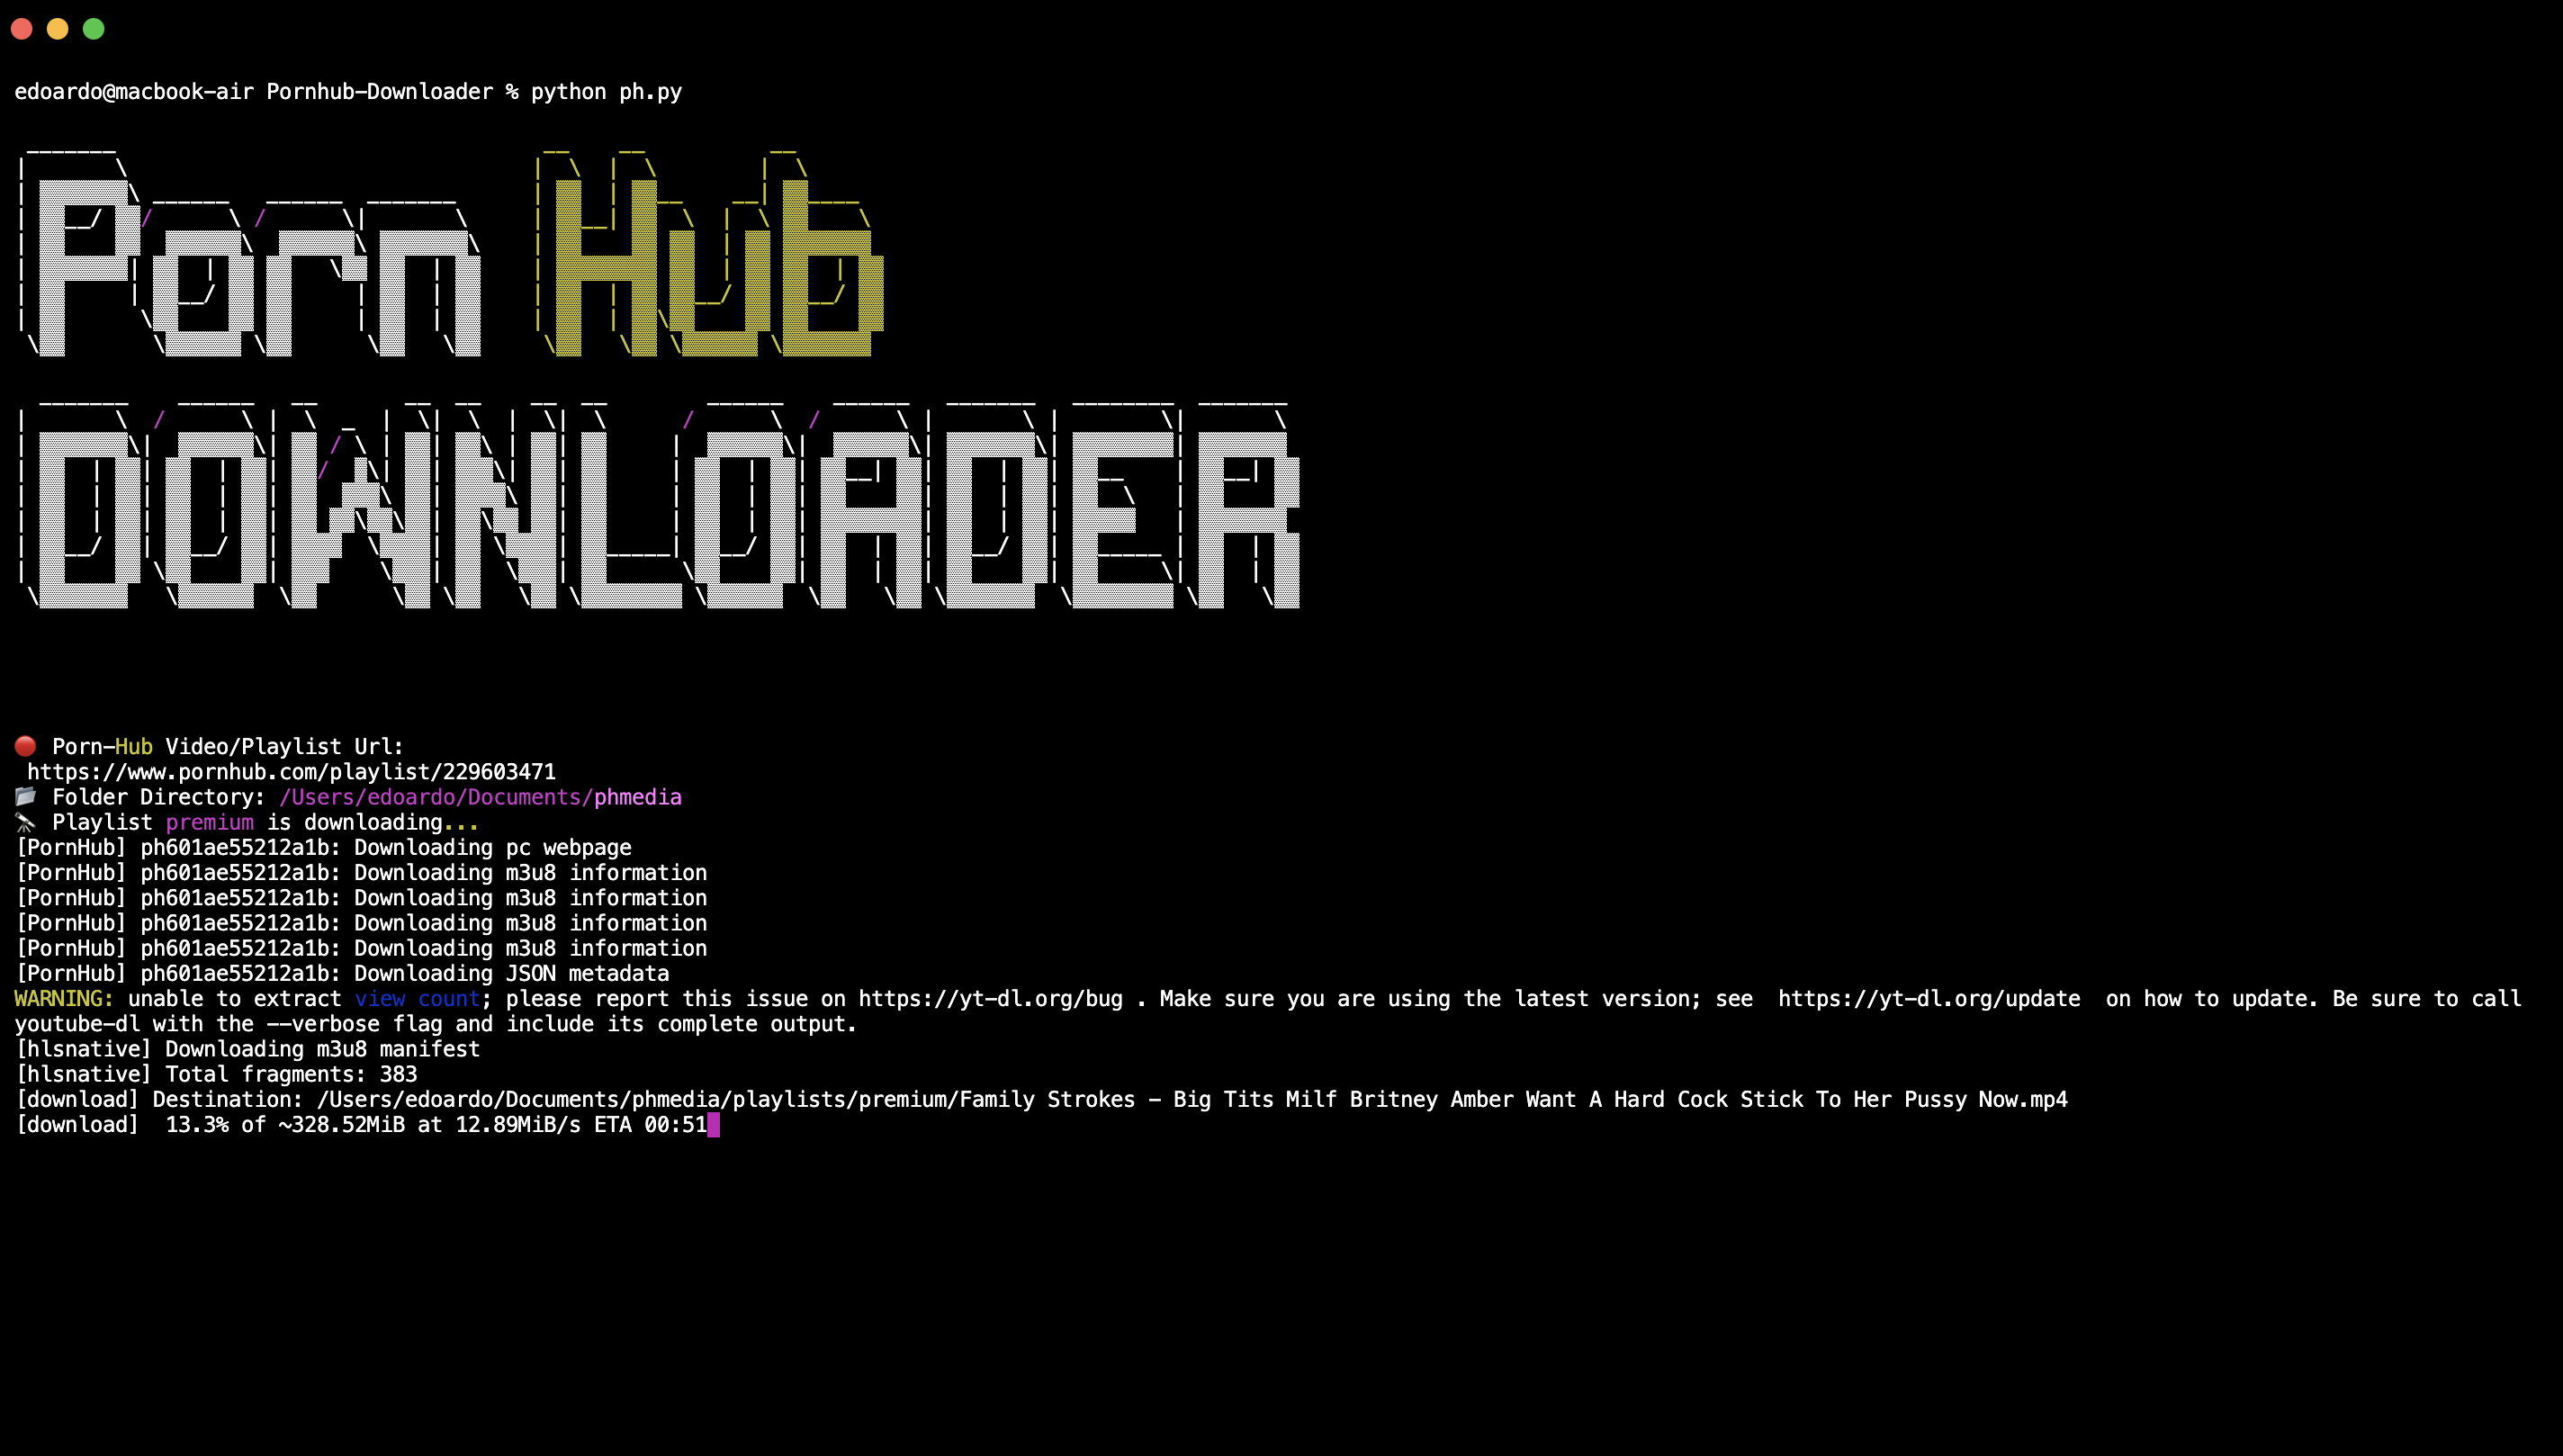 edoardo@macbook-air Pornhub-Downloader % python ph.py
Porn Hub
DOWNLOADER
🔴 Porn-Hub Video/Playlist Url:
https://www.pornhub.com/playlist/229603471
📂 Folder Directory: /Users/edoardo/Documents/phmedia
🔭 Playlist premium is downloading...
[PornHub] ph601ae55212a1b: Downloading pc webpage
[PornHub] ph601ae55212a1b: Downloading m3u8 information
[PornHub] ph601ae55212a1b: Downloading m3u8 information
[PornHub] ph601ae55212a1b: Downloading m3u8 information
[PornHub] ph601ae55212a1b: Downloading m3u8 information
[PornHub] ph601ae55212a1b: Downloading JSON metadata
WARNING: unable to extract view count; please report this issue on https://yt-dl.org/bug . Make sure you are using the latest version; see  https://yt-dl.org/update  on how to update. Be sure to call
youtube-dl with the --verbose flag and include its complete output.
[hlsnative] Downloading m3u8 manifest
[hlsnative] Total fragments: 383
[download] Destination: /Users/edoardo/Documents/phmedia/playlists/premium/Family Strokes - Big Tits Milf Britney Amber Want A Hard Cock Stick To Her Pussy Now.mp4
[download]  13.3% of ~328.52MiB at 12.89MiB/s ETA 00:51